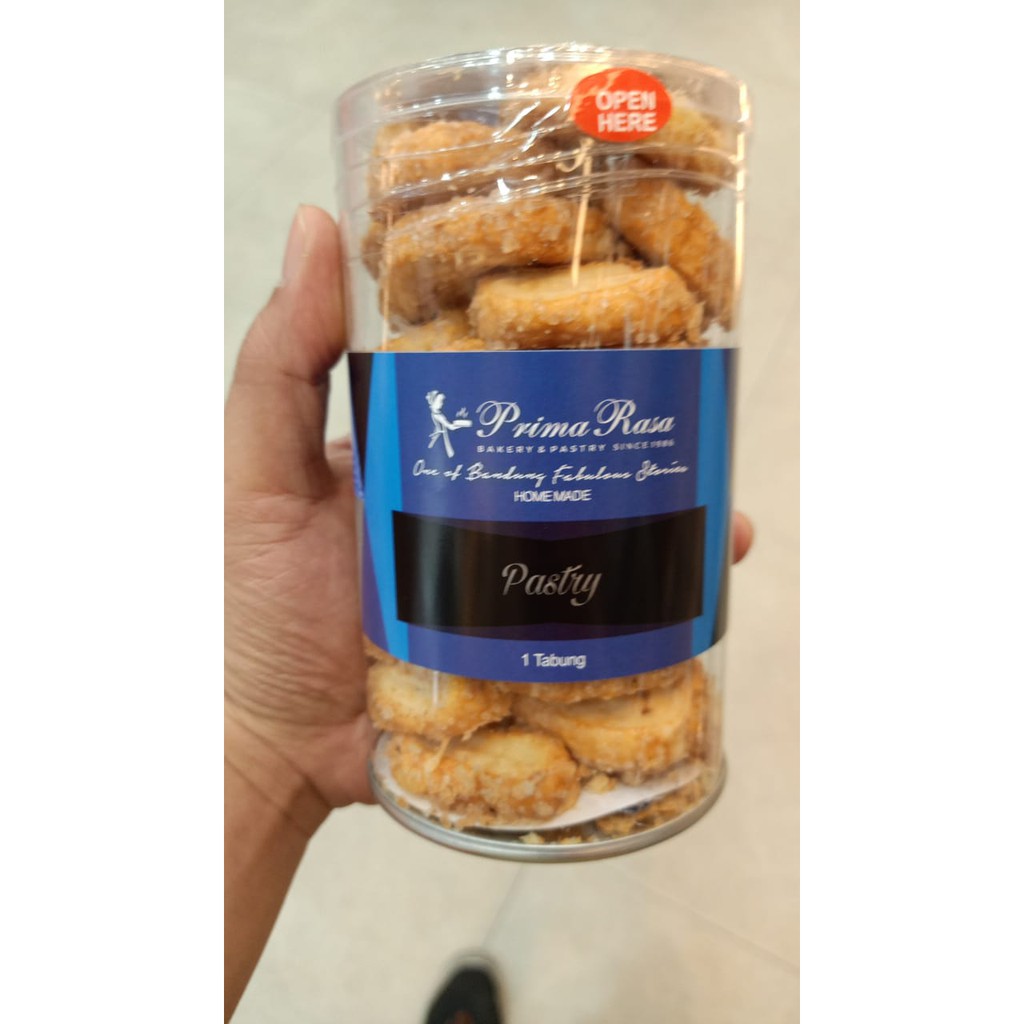 OPEN
HERE
Prima Rasa
BAKERY & PASTRY SINCE 1986
One of Bandung Fabulous Stories
HOME MADE
Pastry
1 Tabung